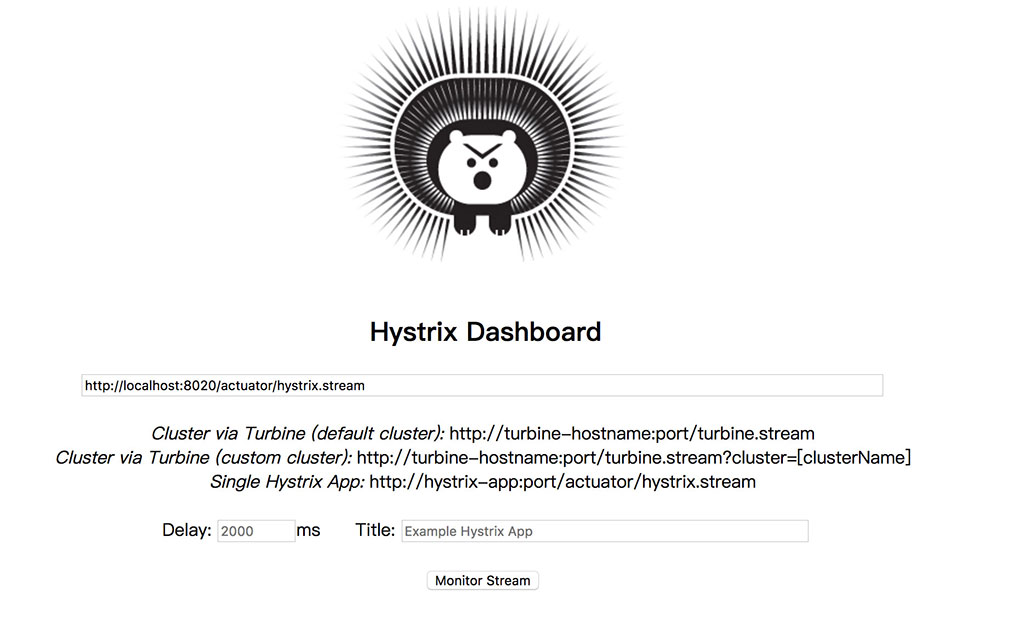 Hystrix Dashboard
http://localhost:8020/actuator/hystrix.stream
Cluster via Turbine (default cluster): http://turbine-hostname:port/turbine.stream
Cluster via Turbine (custom cluster): http://turbine-hostname:port/turbine.stream?cluster=[clusterName]
Single Hystrix App: http://hystrix-app:port/actuator/hystrix.stream
Delay: 2000 ms Title: Example Hystrix App
Monitor Stream